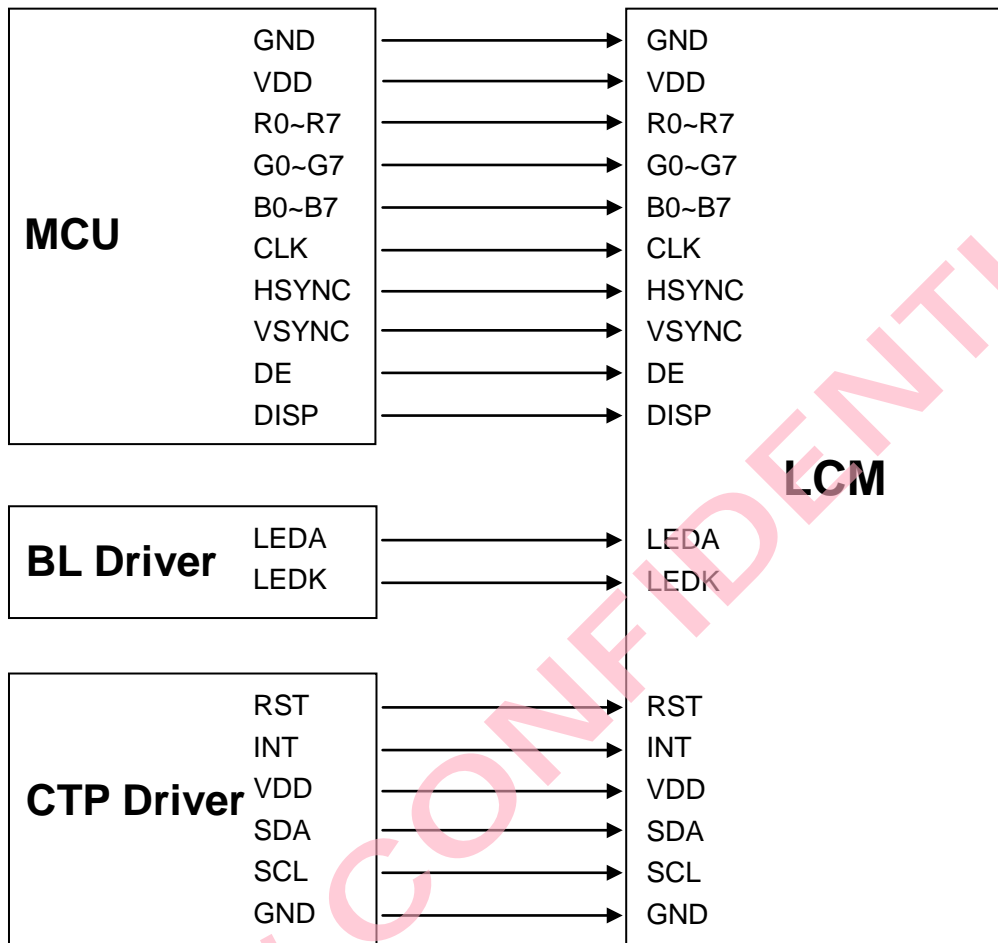 GND GND
VDD VDD
R0~R7 R0~R7
G0~G7 G0~G7
B0~B7 B0~B7
MCU
CLK CLK
HSYNC HSYNC
VSYNC VSYNC
DE DE
DISP DISP
LCM
BL Driver
LEDA LEDA
LEDK LEDK
CTP Driver
RST RST
INT INT
VDD VDD
SDA SDA
SCL SCL
GND GND